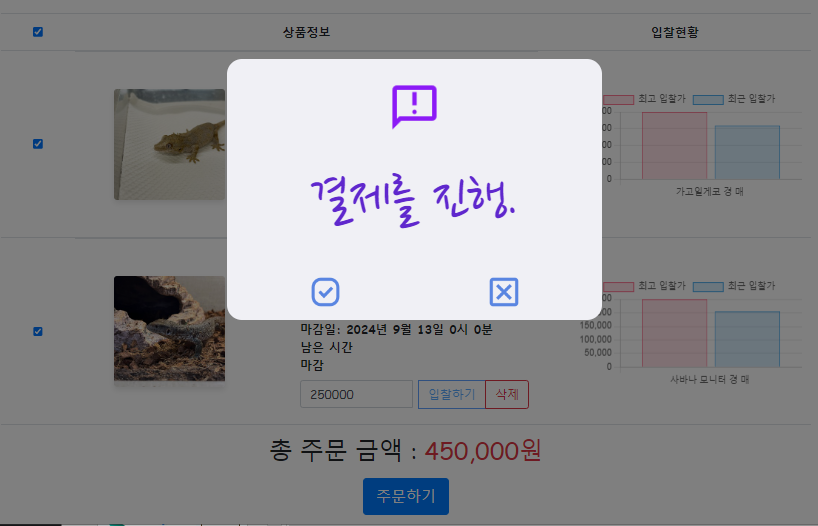 상품정보
입찰현황
최고 입찰가 최근 입찰가
가고일게코 경 매
결제를 진행.
마감일: 2024년 9월 13일 0시 0분
남은 시간
마감
250000
입찰하기
삭제
최고 입찰가 최근 입찰가
150,000
100,000
50,000
0
사바나 모니터 경 매
총 주문 금액 : 450,000원
주문하기